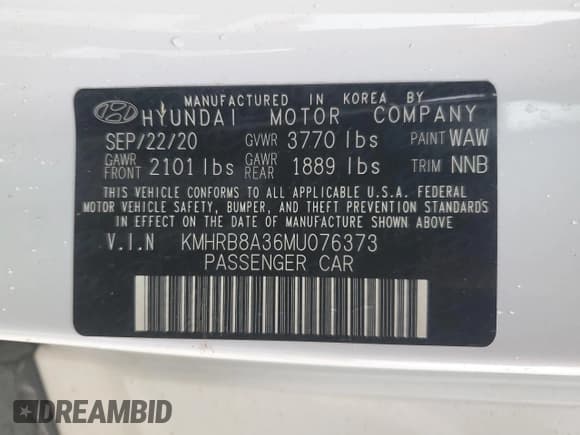 MANUFACTURED IN KOREA BY
HYUNDAI MOTOR COMPANY
SEP/22/20 GVWR 3770 lbs PAINT WAW
GAWR FRONT 2101 lbs GAWR REAR 1889 lbs TRIM NNB
THIS VEHICLE CONFORMS TO ALL APPLICABLE U.S.A. FEDERAL
MOTOR VEHICLE SAFETY, BUMPER, AND THEFT PREVENTION STANDARDS
IN EFFECT ON THE DATE OF MANUFACTURE SHOWN ABOVE
V.I.N KMHRB8A36MU076373
PASSENGER CAR
DREAMBID